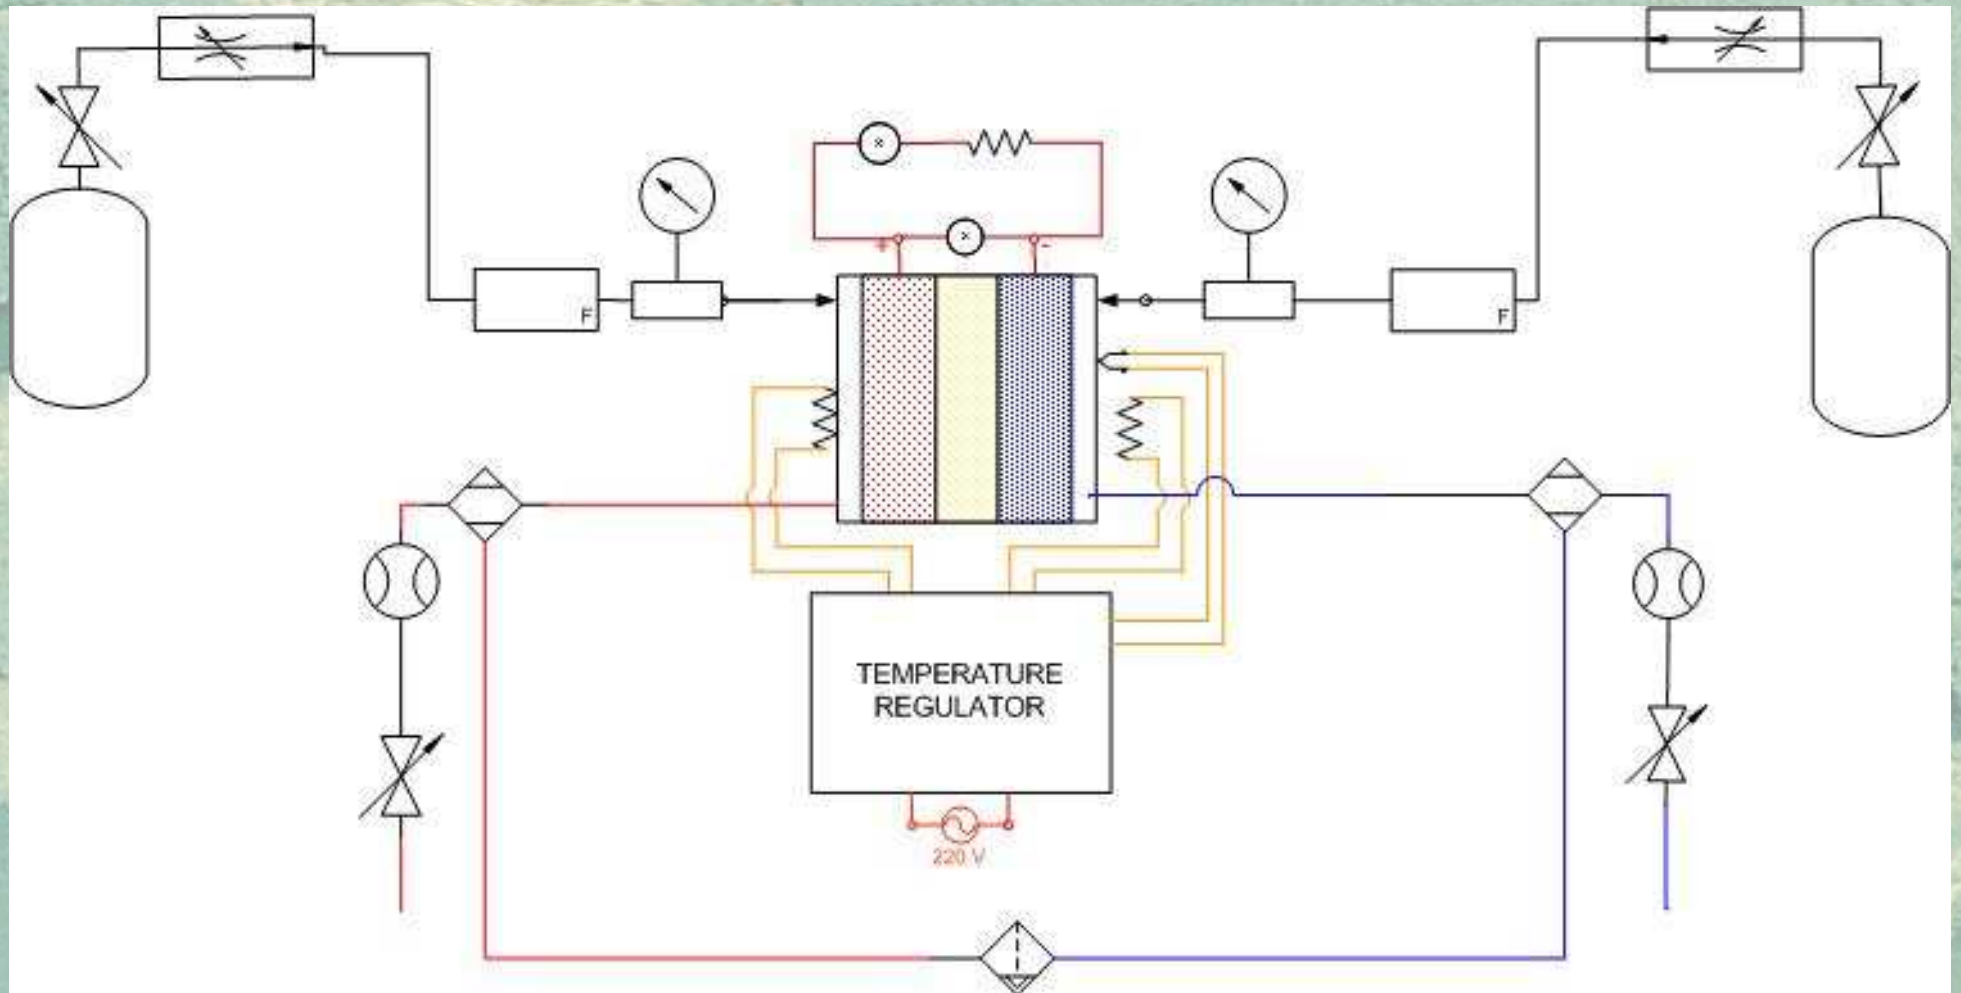 +
-
F
F
TEMPERATURE
REGULATOR
220 V